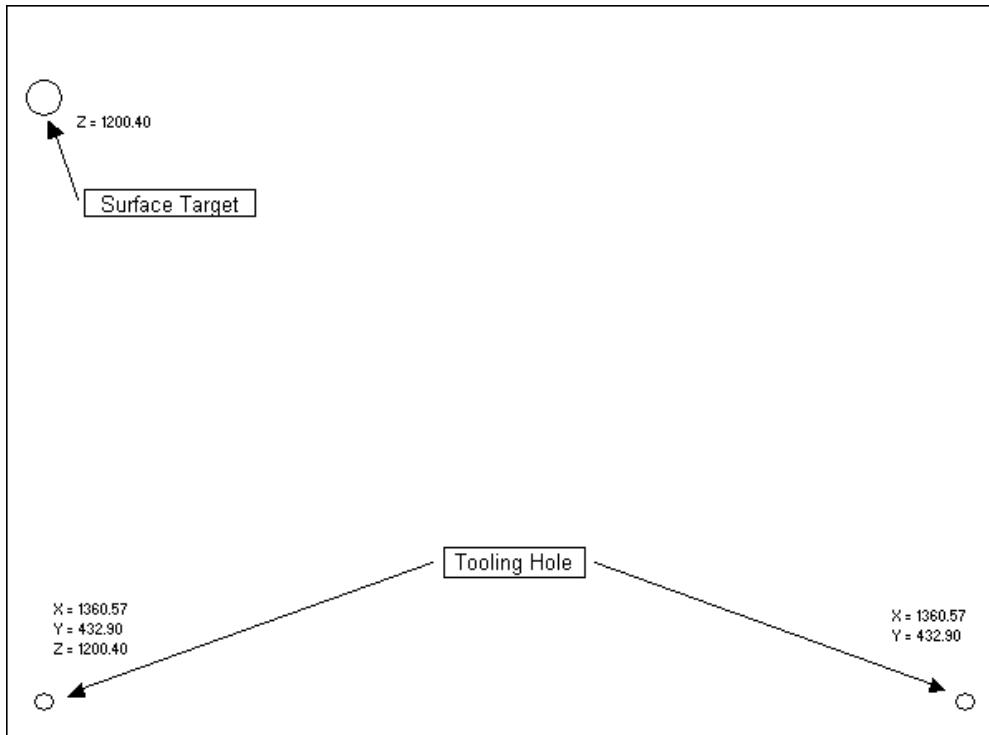 Z = 1200.40
Surface Target
Tooling Hole
X = 1360.57
Y = 432.90
Z = 1200.40
X = 1360.57
Y = 432.90